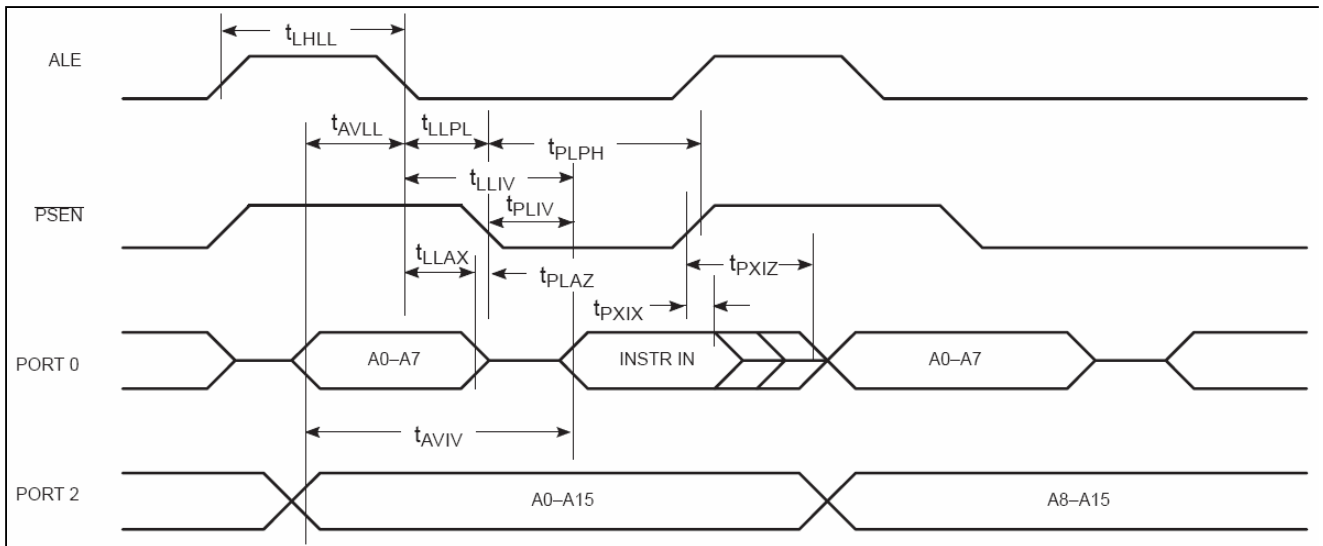 tLHLL
ALE
tAVLL
tLLPL
tPLPH
tLLIV
PSEN
tPLIV
tLLAX
tPLAZ
tPXIZ
tPXIX
PORT 0
A0–A7
INSTR IN
A0–A7
tAVIV
PORT 2
A0–A15
A8–A15